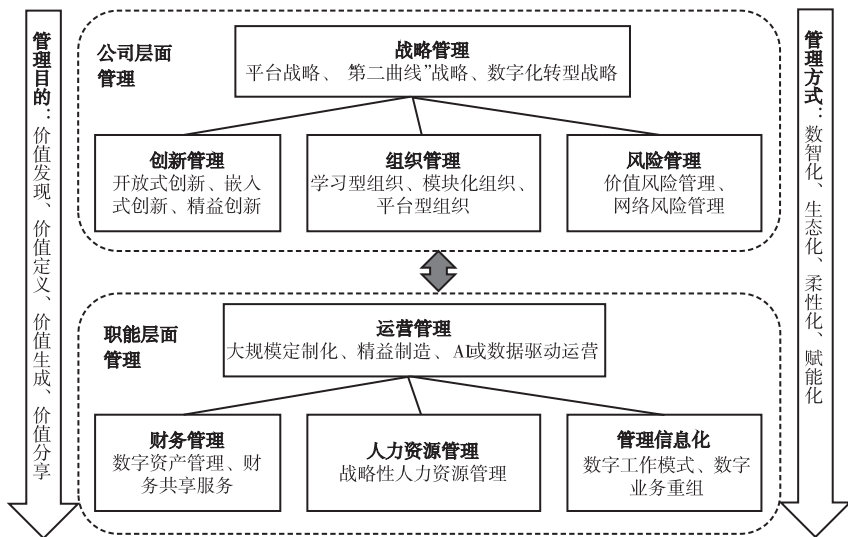 管理目的：价值发现、价值定义、价值生成、价值分享
公司层面
管理
战略管理
平台战略、“第二曲线”战略、数字化转型战略
创新管理
开放式创新、嵌入
式创新、精益创新
组织管理
学习型组织、模块化组织、
平台型组织
风险管理
价值风险管理、
网络风险管理
职能层面
管理
运营管理
大规模定制化、精益制造、AI或数据驱动运营
财务管理
数字资产管理、财
务共享服务
人力资源管理
战略性人力资源管理
管理信息化
数字工作模式、数字
业务重组
管理方式：数智化、生态化、柔性化、赋能化